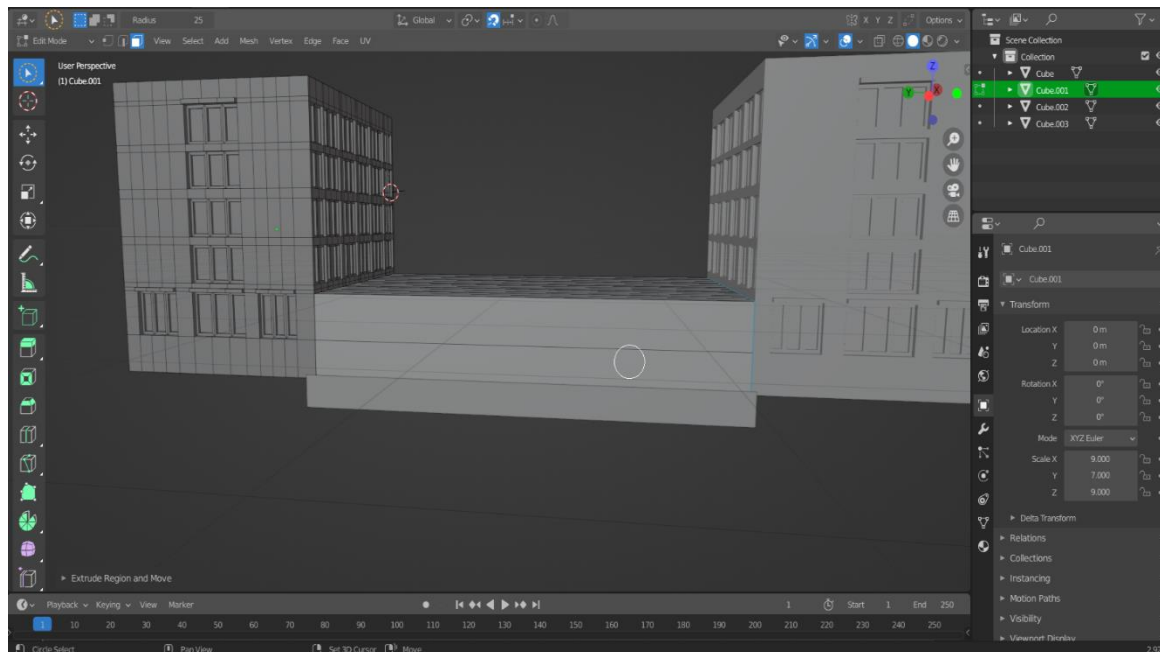 Radius 25
Global
X Y Z
Options
Edit Mode
View Select Add Mesh Vertex Edge Face UV
User Perspective
(1) Cube.001
Z
Y
X
Scene Collection
Collection
Cube
Cube.001
Cube.002
Cube.003
Cube.001
Cube.001
Transform
Location X 0 m
Y 0 m
Z 0 m
Rotation X 0°
Y 0°
Z 0°
Mode XYZ Euler
Scale X 9.000
Y 7.000
Z 9.000
Delta Transform
Relations
Collections
Instancing
Motion Paths
Visibility
Viewport Display
Extrude Region and Move
Playback Keying View Marker
1 Start 1 End 250
1 10 20 30 40 50 60 70 80 90 100 110 120 130 140 150 160 170 180 190 200 210 220 230 240 250
Circle Select Pan View Set 3D Cursor Move